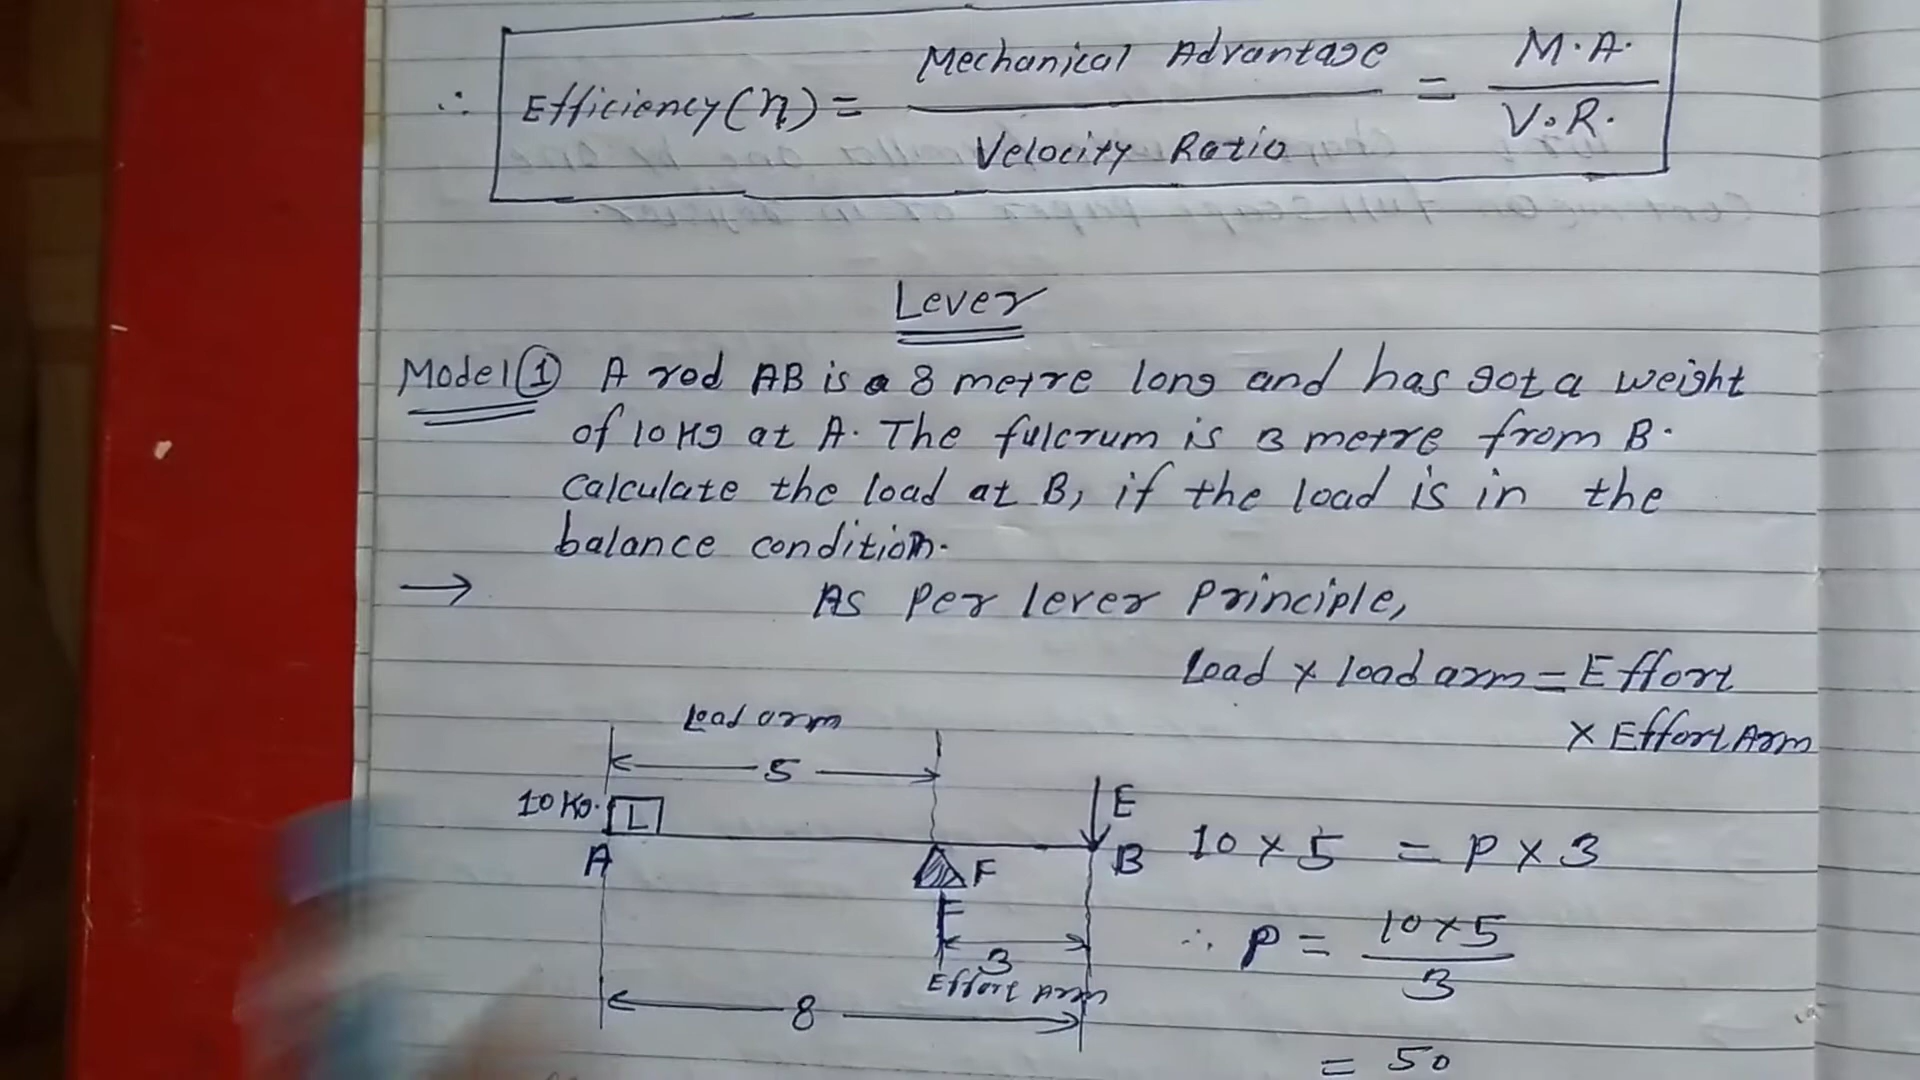 ∴ Efficiency(η) = Mechanical Advantage / Velocity Ratio = M.A. / V.R.
Lever
Model ① A rod AB is a 8 metre long and has got a weight
of 10 Kg at A. The fulcrum is 3 metre from B.
Calculate the load at B, if the load is in the
balance condition.
→ As per lever Principle,
Load × load arm = Effort
× Effort Arm
Load arm
5
10 Kg. L
E
A
F
B
10 × 5 = P × 3
F
3
Effort Arm
∴ P = 10×5 / 3
8
= 50